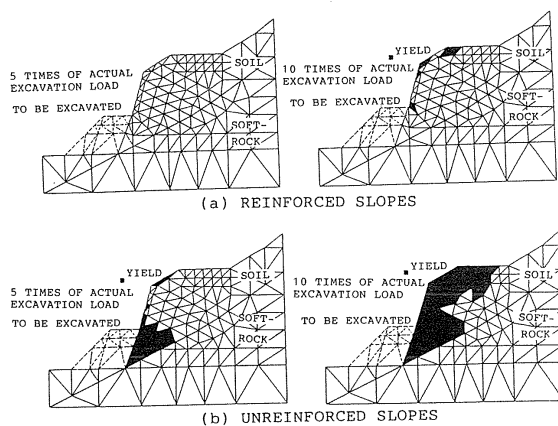 5 TIMES OF ACTUAL
EXCAVATION LOAD
TO BE EXCAVATED
SOIL
SOFT-
ROCK
YIELD
10 TIMES OF ACTUAL
EXCAVATION LOAD
TO BE EXCAVATED
SOIL
SOFT-
ROCK
(a) REINFORCED SLOPES
YIELD
5 TIMES OF ACTUAL
EXCAVATION LOAD
TO BE EXCAVATED
SOIL
SOFT-
ROCK
YIELD
10 TIMES OF ACTUAL
EXCAVATION LOAD
TO BE EXCAVATED
SOIL
SOFT-
ROCK
(b) UNREINFORCED SLOPES